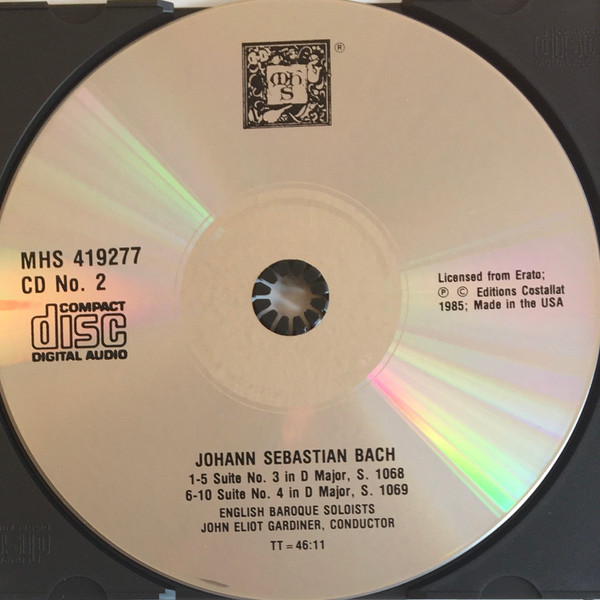 mhs
®
MHS 419277
CD No. 2
COMPACT
disc
DIGITAL AUDIO
Licensed from Erato;
℗ © Editions Costallat
1985; Made in the USA
JOHANN SEBASTIAN BACH
1-5 Suite No. 3 in D Major, S. 1068
6-10 Suite No. 4 in D Major, S. 1069
ENGLISH BAROQUE SOLOISTS
JOHN ELIOT GARDINER, CONDUCTOR
TT = 46:11
disc